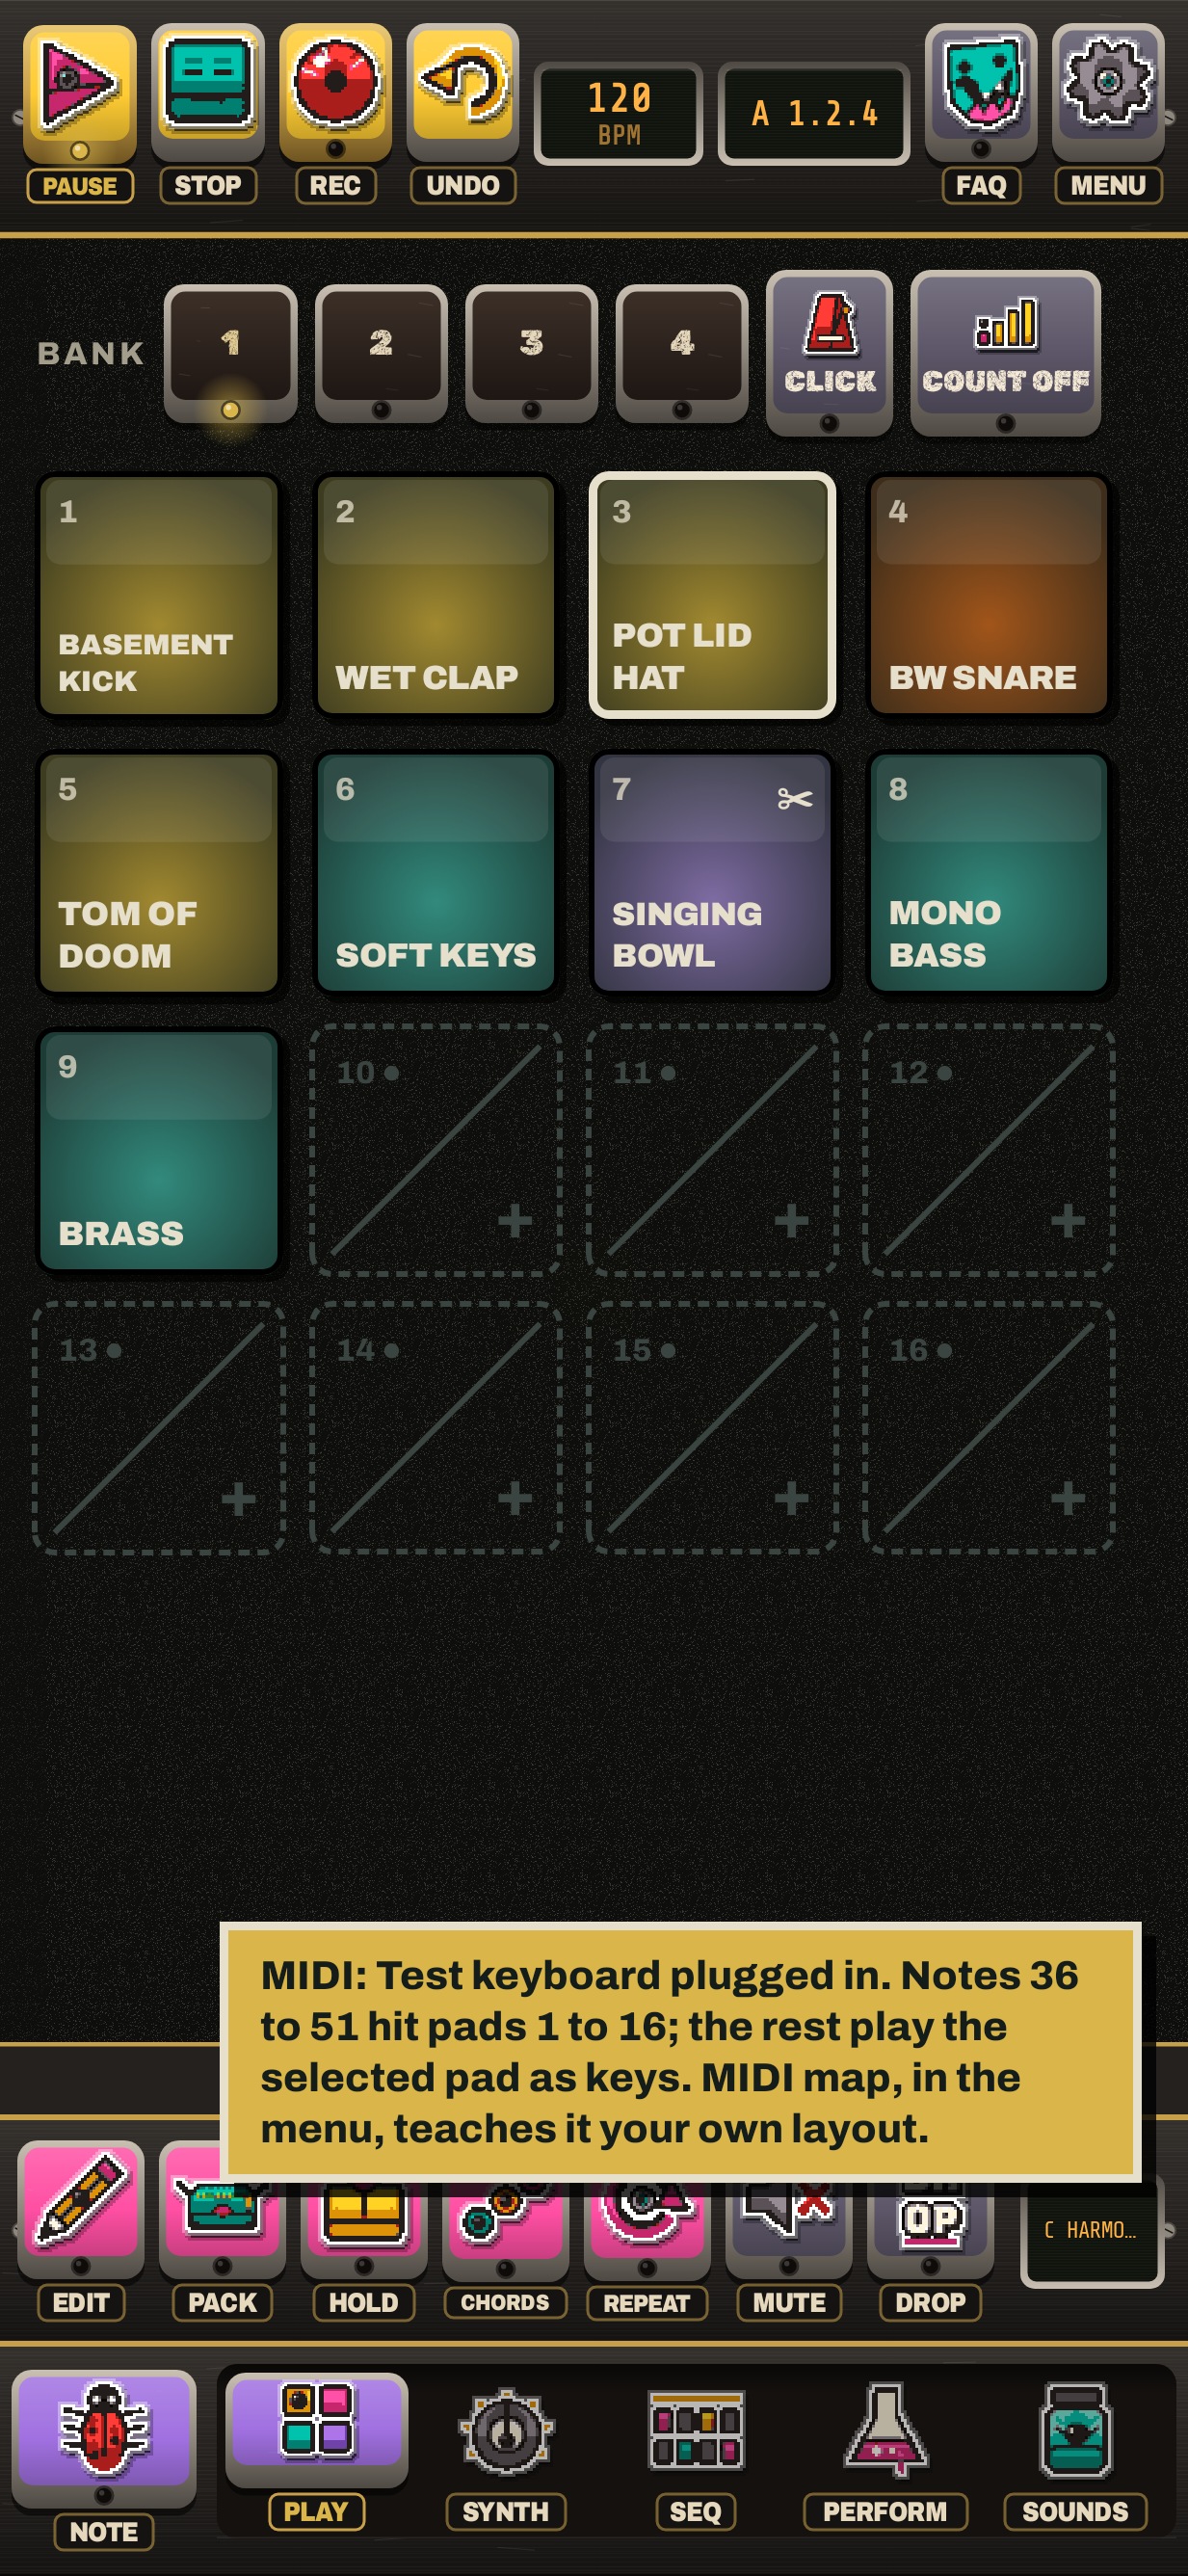 120
BPM
A 1.2.4
PAUSE
STOP
REC
UNDO
FAQ
MENU
BANK
1
2
3
4
CLICK
COUNT OFF
1
BASEMENT
KICK
2
WET CLAP
3
POT LID
HAT
4
BW SNARE
5
TOM OF
DOOM
6
SOFT KEYS
7
SINGING
BOWL
8
MONO
BASS
9
BRASS
10
11
12
13
14
15
16
MIDI: Test keyboard plugged in. Notes 36
to 51 hit pads 1 to 16; the rest play the
selected pad as keys. MIDI map, in the
menu, teaches it your own layout.
OP
C HARMO…
EDIT
PACK
HOLD
CHORDS
REPEAT
MUTE
DROP
NOTE
PLAY
SYNTH
SEQ
PERFORM
SOUNDS